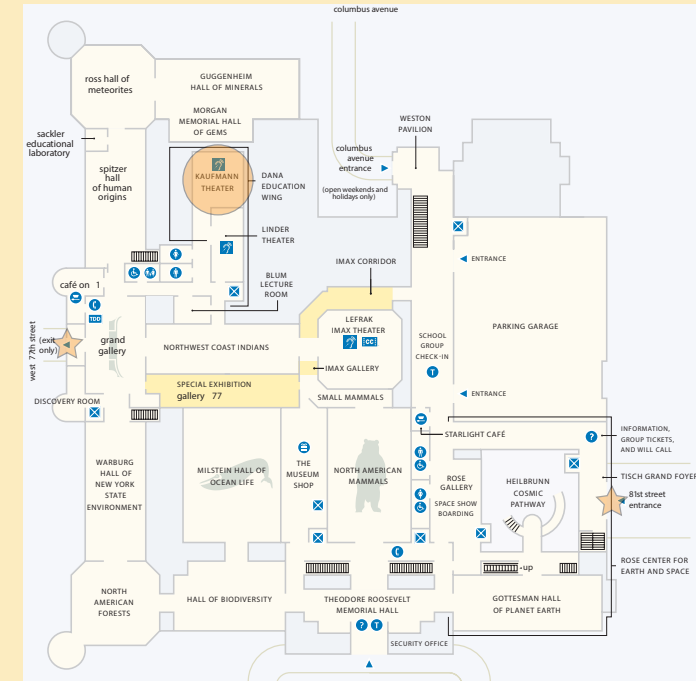 columbus avenue
ross hall of
meteorites
GUGGENHEIM
HALL OF MINERALS
MORGAN
MEMORIAL HALL
OF GEMS
WESTON
PAVILION
sackler
educational
laboratory
columbus
avenue
entrance
(open weekends and
holidays only)
spitzer
hall
of human
origins
KAUFMANN
THEATER
DANA
EDUCATION
WING
LINDER
THEATER
IMAX CORRIDOR
ENTRANCE
BLUM
LECTURE
ROOM
café on 1
TDD
PARKING GARAGE
LEFRAK
IMAX THEATER
CC
SCHOOL
GROUP
CHECK-IN
T
west 77th street
(exit
only)
grand
gallery
NORTHWEST COAST INDIANS
IMAX GALLERY
SPECIAL EXHIBITION
gallery 77
SMALL MAMMALS
ENTRANCE
DISCOVERY ROOM
STARLIGHT CAFÉ
?
INFORMATION,
GROUP TICKETS,
AND WILL CALL
WARBURG
HALL OF
NEW YORK
STATE
ENVIRONMENT
MILSTEIN HALL OF
OCEAN LIFE
THE
MUSEUM
SHOP
NORTH AMERICAN
MAMMALS
ROSE
GALLERY
SPACE SHOW
BOARDING
HEILBRUNN
COSMIC
PATHWAY
TISCH GRAND FOYER
81st street
entrance
-up
ROSE CENTER FOR
EARTH AND SPACE
NORTH
AMERICAN
FORESTS
HALL OF BIODIVERSITY
THEODORE ROOSEVELT
MEMORIAL HALL
? T
GOTTESMAN HALL
OF PLANET EARTH
SECURITY OFFICE